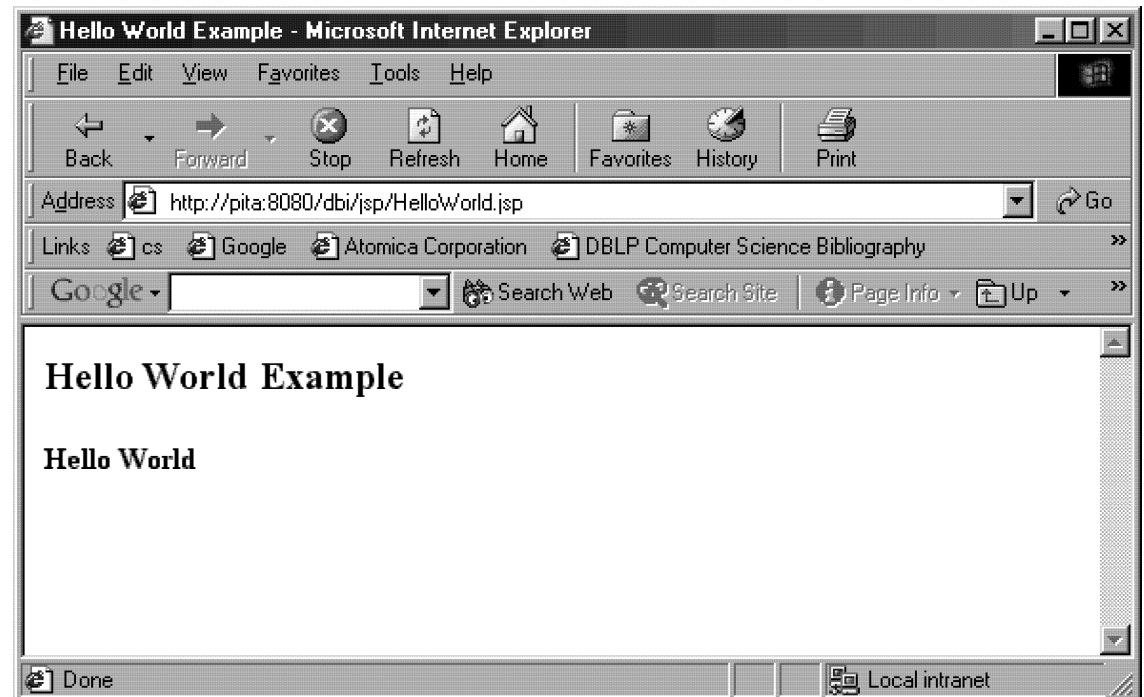 Hello World Example - Microsoft Internet Explorer
File Edit View Favorites Tools Help
Back Forward Stop Refresh Home Favorites History Print
Address http://pita:8080/dbi/jsp/HelloWorld.jsp Go
Links cs Google Atomica Corporation DBLP Computer Science Bibliography »
Google Search Web Search Site Page Info Up »
Hello World Example
Hello World
Done Local intranet